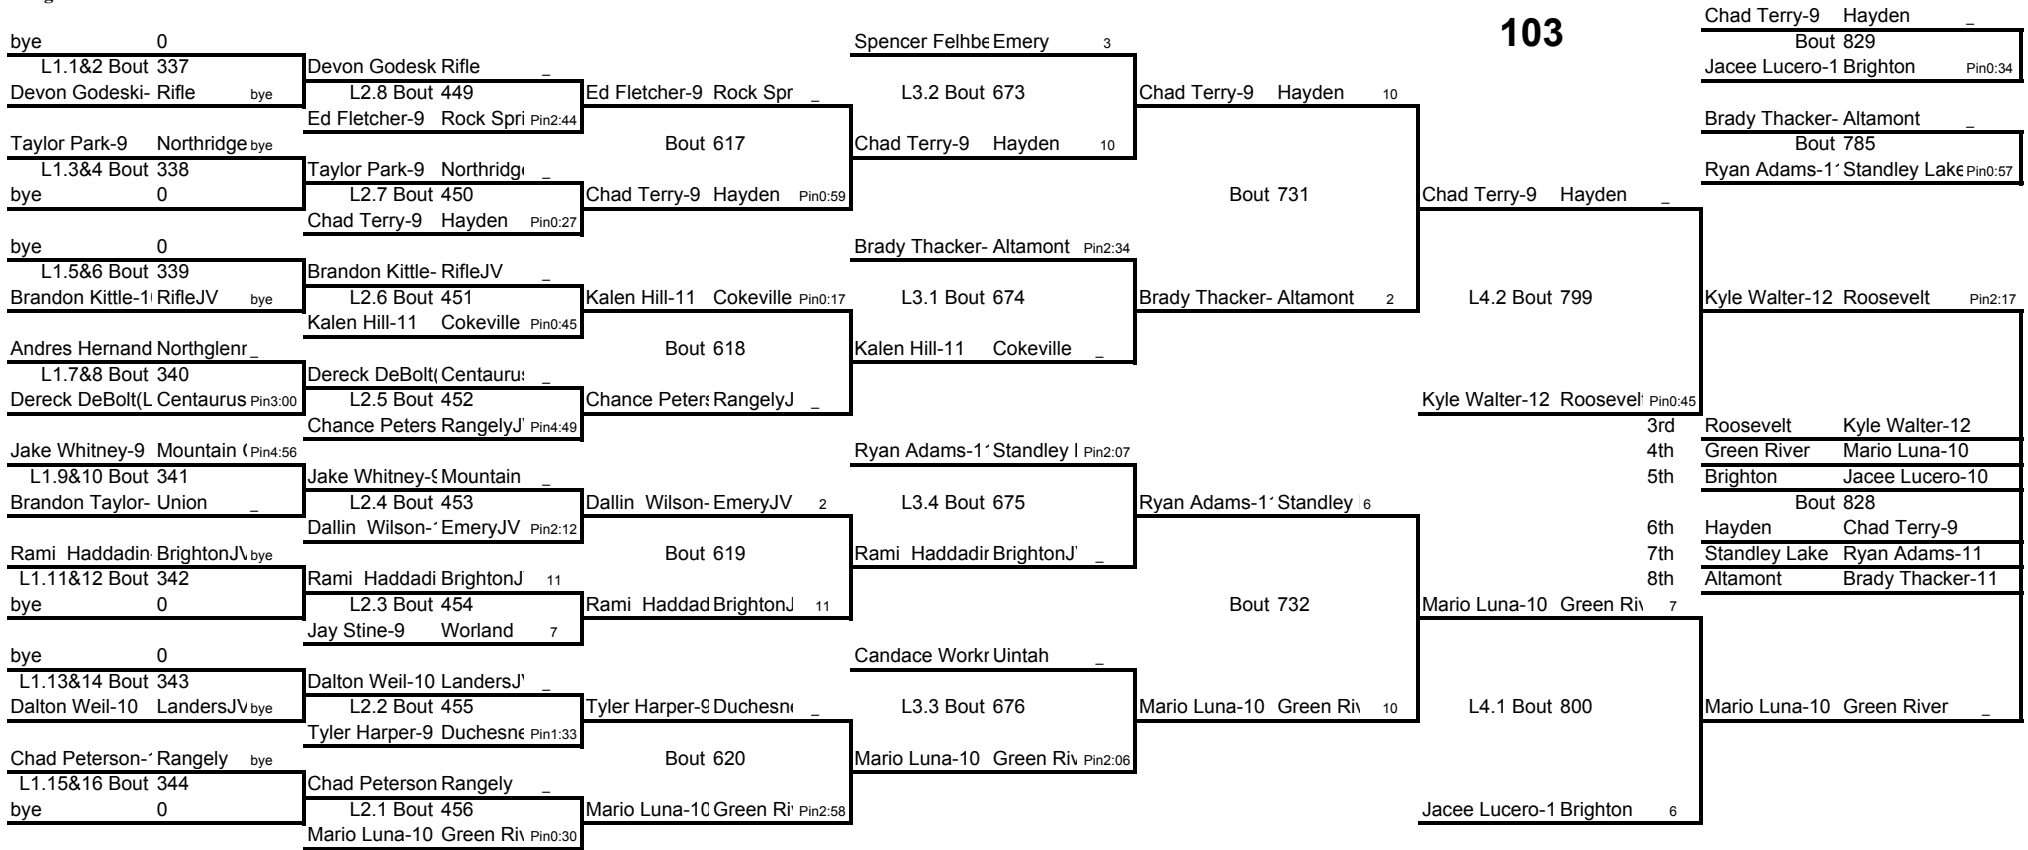 103
bye 0
L1.1&2 Bout 337
Devon Godeski- Rifle bye
Taylor Park-9 Northridge bye
L1.3&4 Bout 338
bye 0
bye 0
L1.5&6 Bout 339
Brandon Kittle-1( RifleJV bye
Andres Hernand Northglenr _
L1.7&8 Bout 340
Dereck DeBolt(L Centaurus Pin3:00
Jake Whitney-9 Mountain ( Pin4:56
L1.9&10 Bout 341
Brandon Taylor- Union _
Rami Haddadin BrightonJV bye
L1.11&12 Bout 342
bye 0
bye 0
L1.13&14 Bout 343
Dalton Weil-10 LandersJV bye
Chad Peterson-1 Rangely bye
L1.15&16 Bout 344
bye 0
Devon Godesk Rifle _
L2.8 Bout 449
Ed Fletcher-9 Rock Spri Pin2:44
Taylor Park-9 Northridg _
L2.7 Bout 450
Chad Terry-9 Hayden Pin0:27
Brandon Kittle- RifleJV _
L2.6 Bout 451
Kalen Hill-11 Cokeville Pin0:45
Dereck DeBolt( Centauru _
L2.5 Bout 452
Chance Peters RangelyJ Pin4:49
Jake Whitney-9 Mountain _
L2.4 Bout 453
Dallin Wilson-1 EmeryJV Pin2:12
Rami Haddadi BrightonJ 11
L2.3 Bout 454
Jay Stine-9 Worland 7
Dalton Weil-10 LandersJ _
L2.2 Bout 455
Tyler Harper-9 Duchesne Pin1:33
Chad Peterson Rangely _
L2.1 Bout 456
Mario Luna-10 Green Riv Pin0:30
Ed Fletcher-9 Rock Spr _
Bout 617
Chad Terry-9 Hayden Pin0:59
Kalen Hill-11 Cokeville Pin0:17
Bout 618
Chance Peters RangelyJ _
Dallin Wilson- EmeryJV 2
Bout 619
Rami Haddad BrightonJ 11
Tyler Harper-9 Duchesne _
Bout 620
Mario Luna-10 Green Ri Pin2:58
Spencer Felhbe Emery 3
L3.2 Bout 673
Chad Terry-9 Hayden 10
Brady Thacker- Altamont Pin2:34
L3.1 Bout 674
Kalen Hill-11 Cokeville _
Ryan Adams-11 Standley Pin2:07
L3.4 Bout 675
Rami Haddadin BrightonJ _
Candace Workr Uintah _
L3.3 Bout 676
Mario Luna-10 Green Riv Pin2:06
Chad Terry-9 Hayden 10
Bout 731
Brady Thacker- Altamont 2
Ryan Adams-11 Standley 6
Bout 732
Mario Luna-10 Green Riv 10
Chad Terry-9 Hayden _
L4.2 Bout 799
Kyle Walter-12 Roosevel Pin0:45
Mario Luna-10 Green Riv 7
L4.1 Bout 800
Jacee Lucero-1 Brighton 6
Chad Terry-9 Hayden _
Bout 829
Jacee Lucero-1 Brighton Pin0:34
Brady Thacker- Altamont _
Bout 785
Ryan Adams-11 Standley Lake Pin0:57
Kyle Walter-12 Roosevelt Pin2:17
3rd Roosevelt Kyle Walter-12
4th Green River Mario Luna-10
5th Brighton Jacee Lucero-10
Bout 828
6th Hayden Chad Terry-9
7th Standley Lake Ryan Adams-11
8th Altamont Brady Thacker-11
Mario Luna-10 Green River _